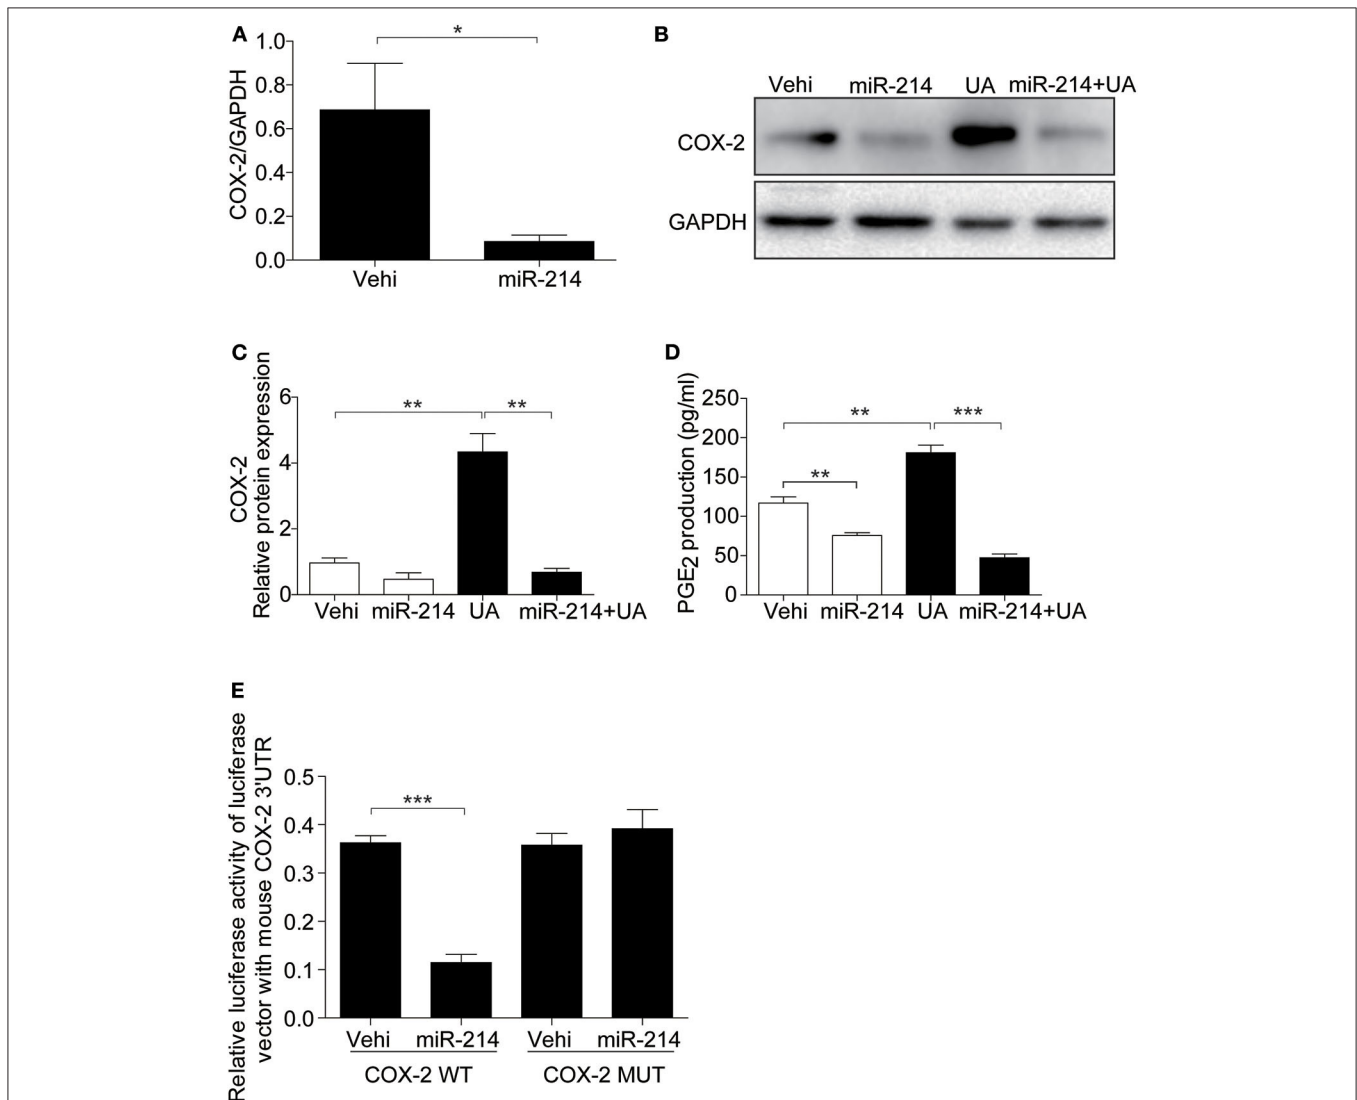 A
COX-2/GAPDH
1.0
0.8
0.6
0.4
0.2
0.0
*
Vehi miR-214
B
Vehi miR-214 UA miR-214+UA
COX-2
GAPDH
C
COX-2
Relative protein expression
6
4
2
0
** **
Vehi miR-214 UA miR-214+UA
D
PGE2 production (pg/ml)
250
200
150
100
50
0
** ***
**
Vehi miR-214 UA miR-214+UA
E
Relative luciferase activity of luciferase
vector with mouse COX-2 3'UTR
0.5
0.4
0.3
0.2
0.1
0.0
***
Vehi miR-214 Vehi miR-214
COX-2 WT COX-2 MUT